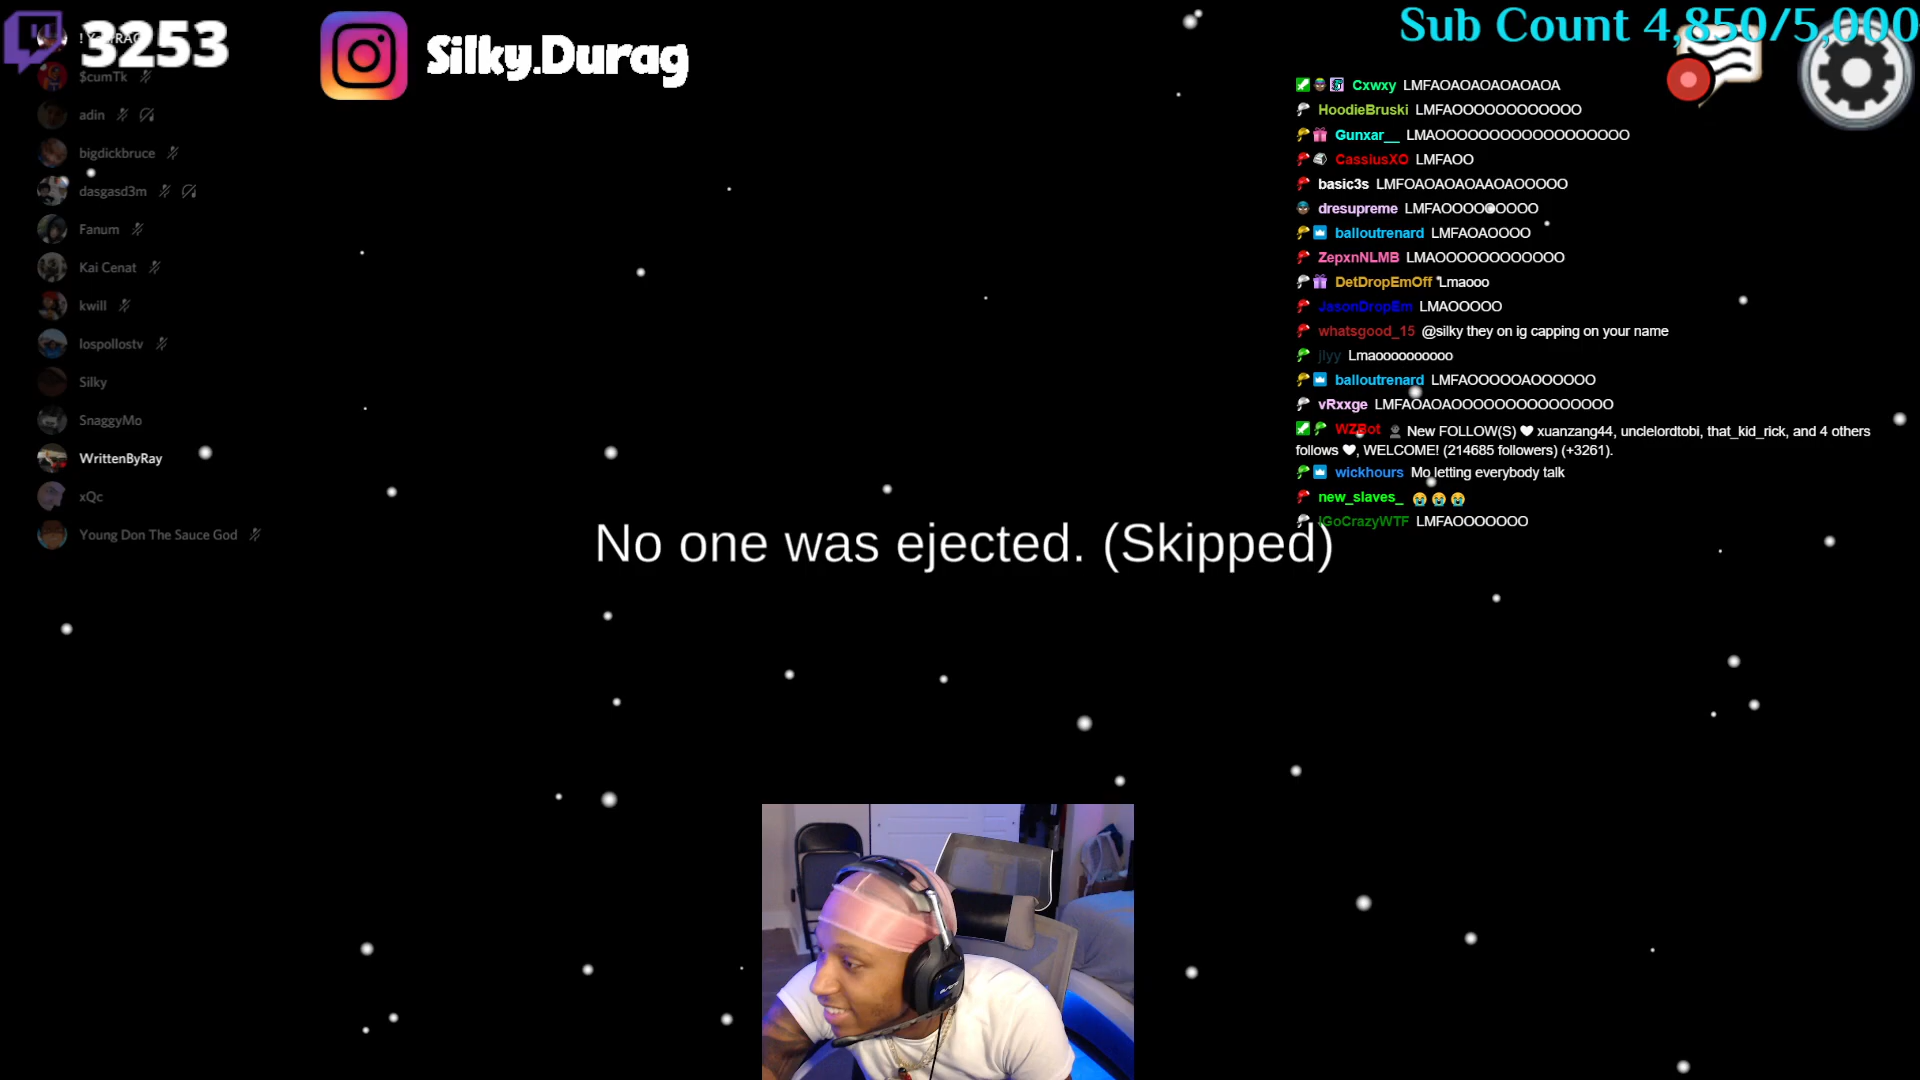 3253
Silky.Durag
Sub Count 4,850/5,000
$cumTk
adin
bigdickbruce
dasgasd3m
Fanum
Kai Cenat
kwill
lospollostv
Silky
SnaggyMo
WrittenByRay
xQc
Young Don The Sauce God
Cxwxy LMFAOAOAOAOAOAOA
HoodieBruski LMFAOOOOOOOOOOOO
Gunxar__ LMAOOOOOOOOOOOOOOOOOO
CassiusXO LMFAOO
basic3s LMFOAOAOAOAAOAOOOOO
dresupreme LMFAOOOOOOOOO
balloutrenard LMFAOAOOOO
ZepxnNLMB LMAOOOOOOOOOOOO
DetDropEmOff Lmaooo
JasonDropEm LMAOOOOO
whatsgood_15 @silky they on ig capping on your name
jlyy Lmaoooooooooo
balloutrenard LMFAOOOOOAOOOOOO
vRxxge LMFAOAOAOOOOOOOOOOOOOOO
WZBot New FOLLOW(S) ♥ xuanzang44, unclelordtobi, that_kid_rick, and 4 others
follows ♥, WELCOME! (214685 followers) (+3261).
wickhours Mo letting everybody talk
new_slaves_ 😭 😭 😭
IGoCrazyWTF LMFAOOOOOOO
No one was ejected. (Skipped)